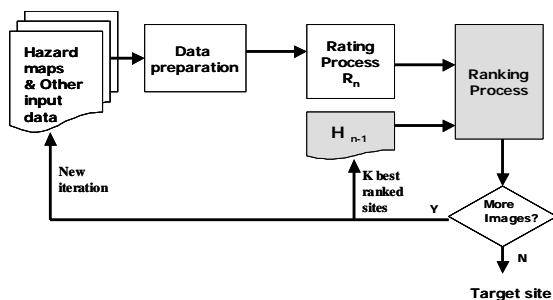 Hazard
maps
& Other
input
data
Data
preparation
Rating
Process
Rn
Ranking
Process
H n-1
New
iteration
K best
ranked
sites
Y
More
Images?
N
Target site